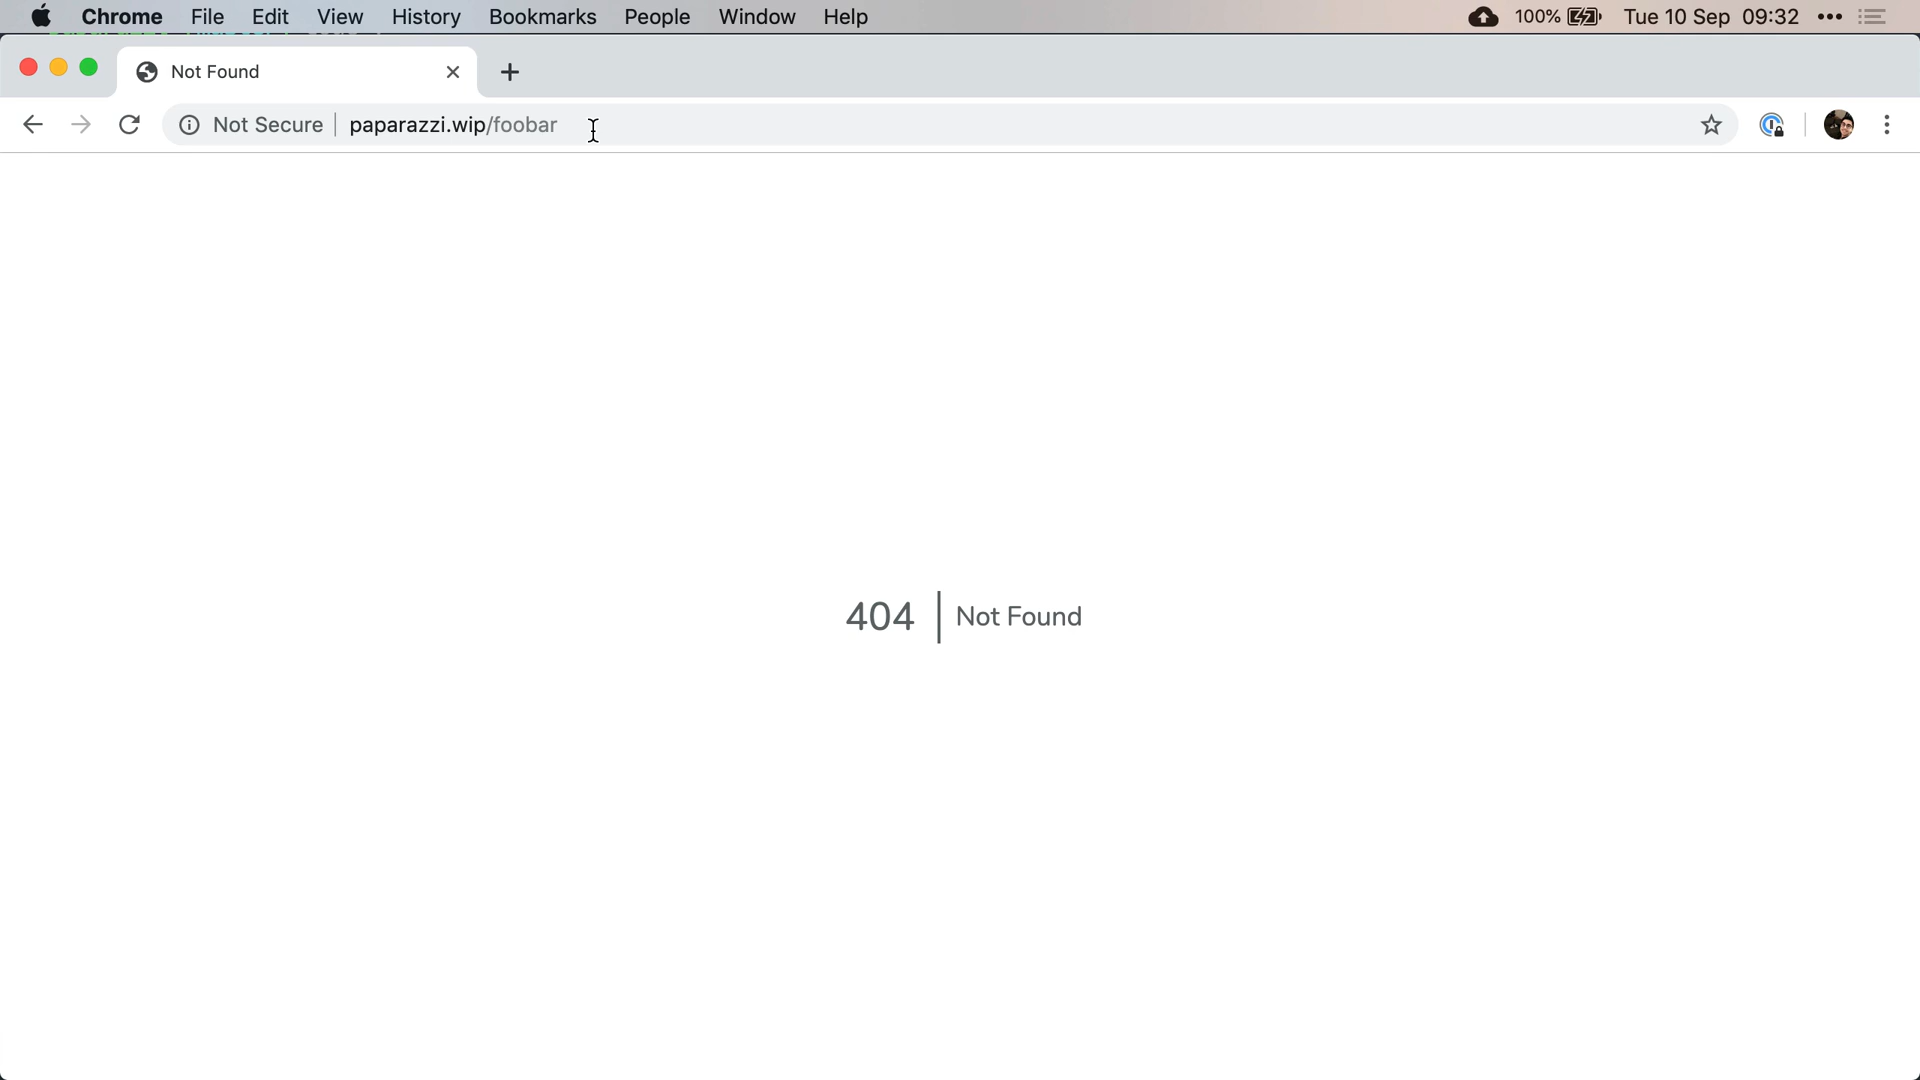 Chrome File Edit View History Bookmarks People Window Help 100% Tue 10 Sep 09:32
Not Found
Not Secure paparazzi.wip/foobar
404 Not Found